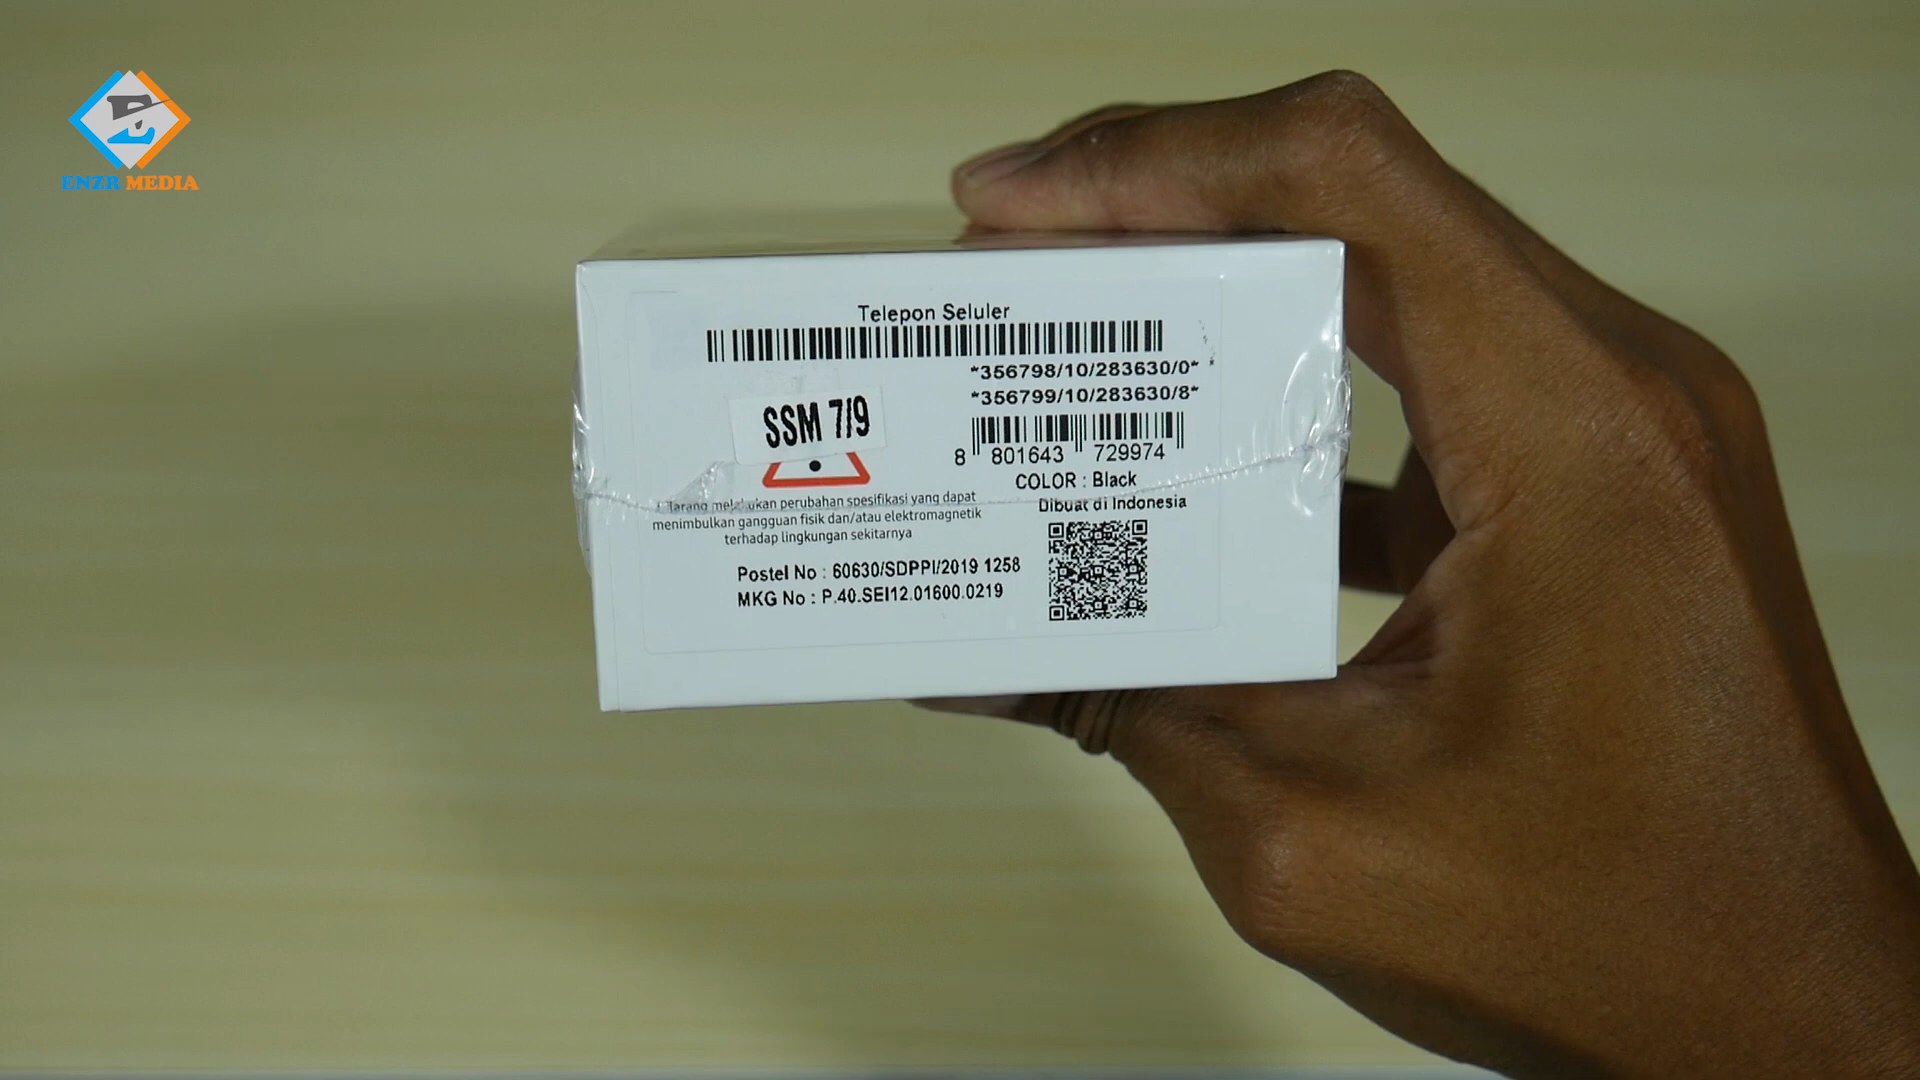 ENZR MEDIA
Telepon Seluler
*356798/10/283630/0*
*356799/10/283630/8*
SSM 7/9
8 801643 729974
COLOR : Black
Dibuat di Indonesia
melakukan perubahan spesifikasi yang dapat
menimbulkan gangguan fisik dan/atau elektromagnetik
terhadap lingkungan sekitarnya
Postel No : 60630/SDPPI/2019 1258
MKG No : P.40.SEI12.01600.0219